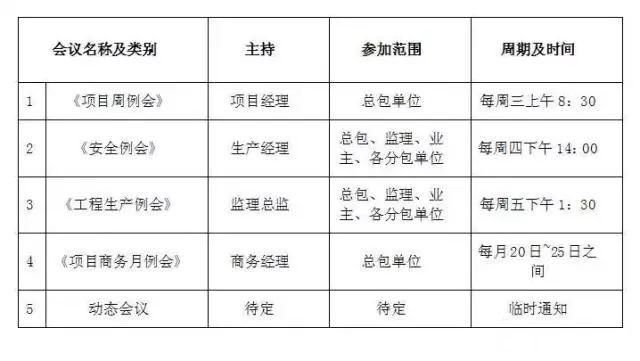 会议名称及类别 主持 参加范围 周期及时间
1 《项目周例会》 项目经理 总包单位 每周三上午 8：30
2 《安全例会》 生产经理 总包、监理、业主、各分包单位 每周四下午 14:00
3 《工程生产例会》 监理总监 总包、监理、业主、各分包单位 每周五下午 1：30
4 《项目商务月例会》 商务经理 总包单位 每月20日~25日之间
5 动态会议 待定 待定 临时通知